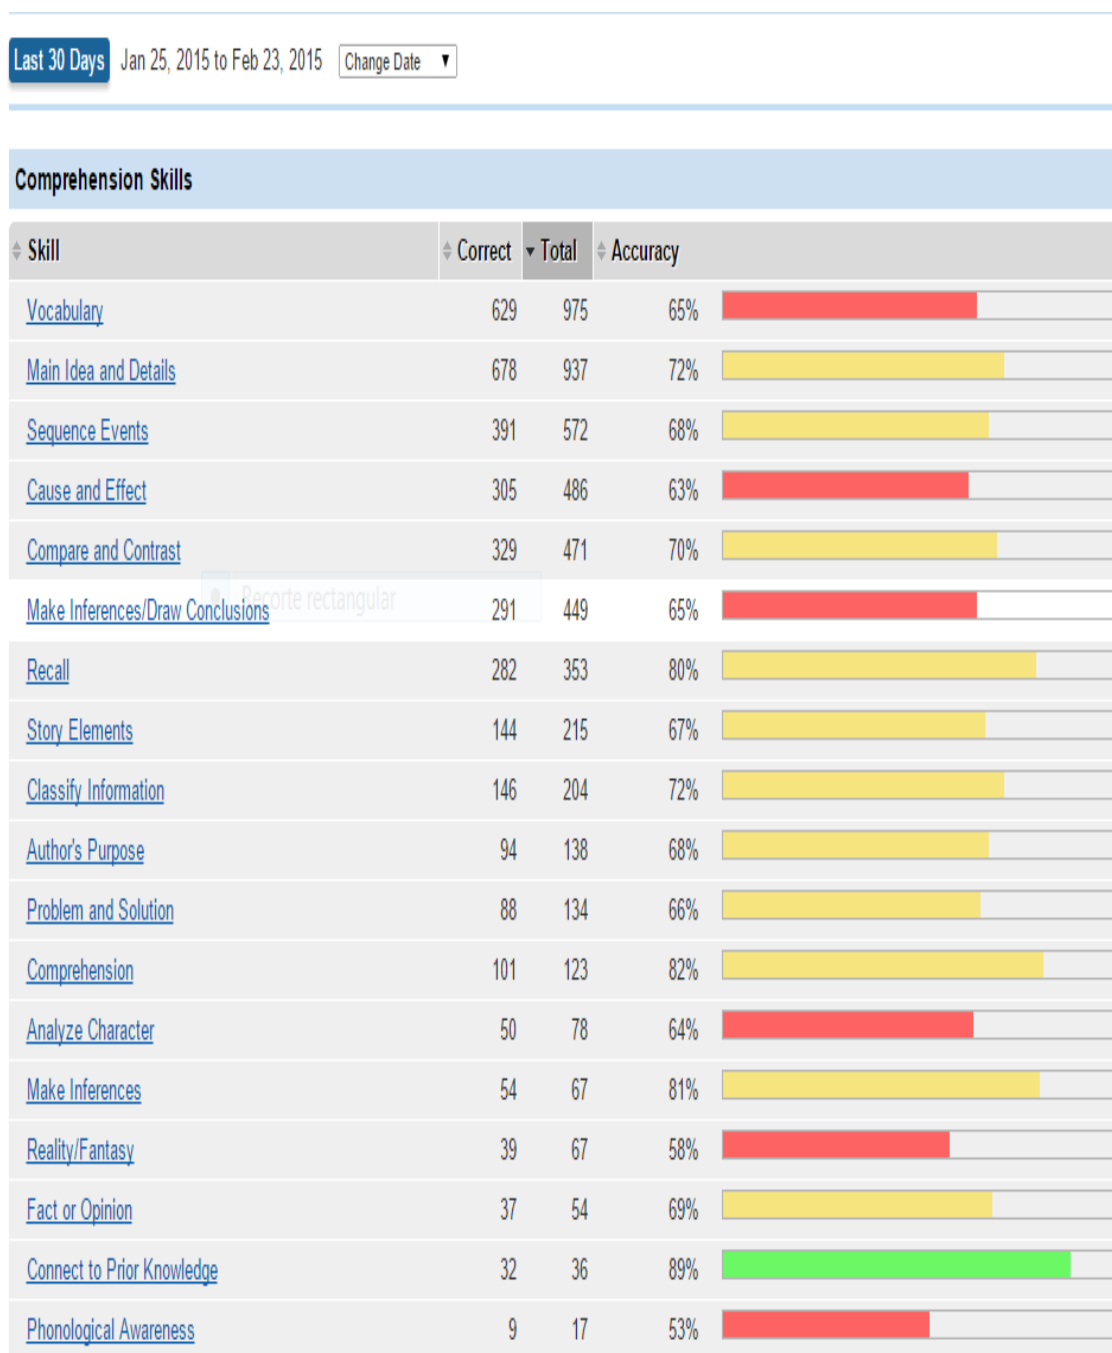 Last 30 Days Jan 25, 2015 to Feb 23, 2015 Change Date
Comprehension Skills
Skill Correct Total Accuracy
Vocabulary 629 975 65%
Main Idea and Details 678 937 72%
Sequence Events 391 572 68%
Cause and Effect 305 486 63%
Compare and Contrast 329 471 70%
Recorte rectangular
Make Inferences/Draw Conclusions 291 449 65%
Recall 282 353 80%
Story Elements 144 215 67%
Classify Information 146 204 72%
Author's Purpose 94 138 68%
Problem and Solution 88 134 66%
Comprehension 101 123 82%
Analyze Character 50 78 64%
Make Inferences 54 67 81%
Reality/Fantasy 39 67 58%
Fact or Opinion 37 54 69%
Connect to Prior Knowledge 32 36 89%
Phonological Awareness 9 17 53%